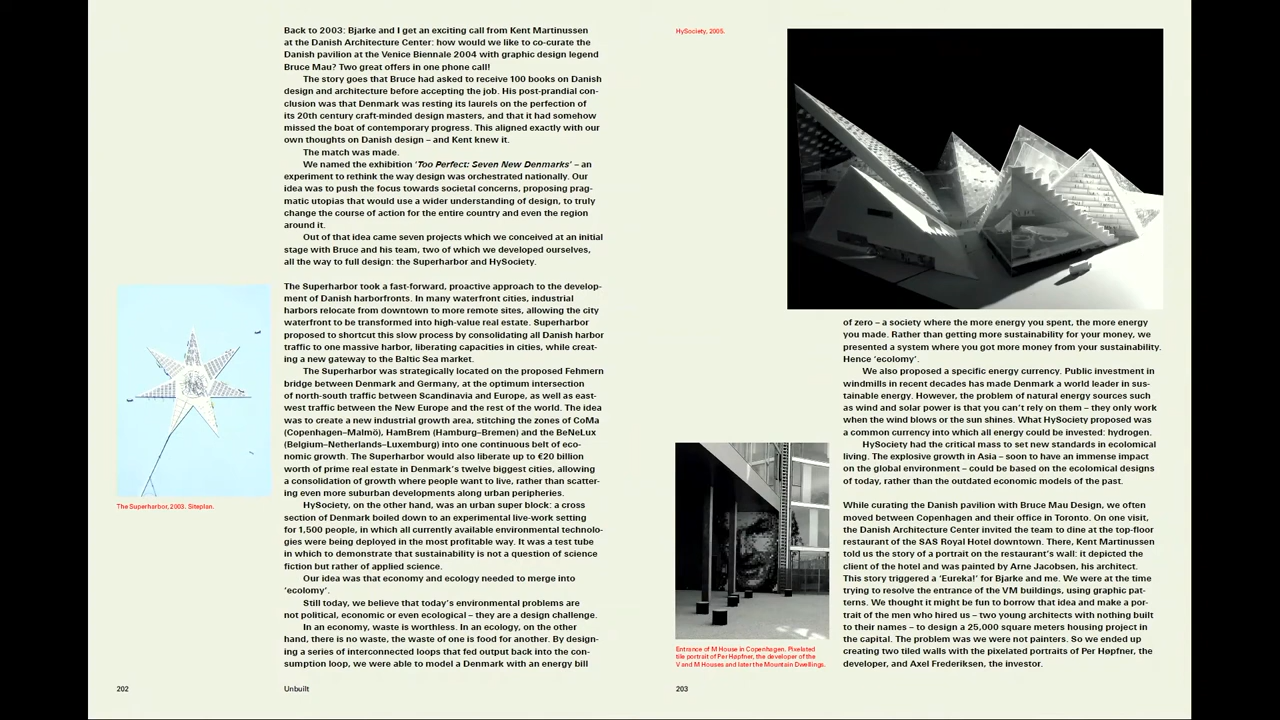 Back to 2003: Bjarke and I get an exciting call from Kent Martinussen
at the Danish Architecture Center: how would we like to co-curate the
Danish pavilion at the Venice Biennale 2004 with graphic design legend
Bruce Mau? Two great offers in one phone call!
The story goes that Bruce had asked to receive 100 books on Danish
design and architecture before accepting the job. His post-prandial con-
clusion was that Denmark was resting its laurels on the perfection of
its 20th century craft-minded design masters, and that it had somehow
missed the boat of contemporary progress. This aligned exactly with our
own thoughts on Danish design – and Kent knew it.
The match was made.
We named the exhibition ‘Too Perfect: Seven New Denmarks’ – an
experiment to rethink the way design was orchestrated nationally. Our
idea was to push the focus towards societal concerns, proposing prag-
matic utopias that would use a wider understanding of design, to truly
change the course of action for the entire country and even the region
around it.
Out of that idea came seven projects which we conceived at an initial
stage with Bruce and his team, two of which we developed ourselves,
all the way to full design: the Superharbor and HySociety.
The Superharbor took a fast-forward, proactive approach to the develop-
ment of Danish harborfronts. In many waterfront cities, industrial
harbors relocate from downtown to more remote sites, allowing the city
waterfront to be transformed into high-value real estate. Superharbor
proposed to shortcut this slow process by consolidating all Danish harbor
traffic to one massive harbor, liberating capacities in cities, while creat-
ing a new gateway to the Baltic Sea market.
The Superharbor was strategically located on the proposed Fehmern
bridge between Denmark and Germany, at the optimum intersection
of north-south traffic between Scandinavia and Europe, as well as east-
west traffic between the New Europe and the rest of the world. The idea
was to create a new industrial growth area, stitching the zones of CoMa
(Copenhagen–Malmö), HamBrem (Hamburg–Bremen) and the BeNeLux
(Belgium–Netherlands–Luxemburg) into one continuous belt of eco-
nomic growth. The Superharbor would also liberate up to €20 billion
worth of prime real estate in Denmark’s twelve biggest cities, allowing
a consolidation of growth where people want to live, rather than scatter-
ing even more suburban developments along urban peripheries.
HySociety, on the other hand, was an urban super block: a cross
section of Denmark boiled down to an experimental live-work setting
for 1,500 people, in which all currently available environmental technolo-
gies were being deployed in the most profitable way. It was a test tube
in which to demonstrate that sustainability is not a question of science
fiction but rather of applied science.
Our idea was that economy and ecology needed to merge into
‘ecolomy’.
Still today, we believe that today’s environmental problems are
not political, economic or even ecological – they are a design challenge.
In an economy, waste is worthless. In an ecology, on the other
hand, there is no waste, the waste of one is food for another. By design-
ing a series of interconnected loops that fed output back into the con-
sumption loop, we were able to model a Denmark with an energy bill
The Superharbor, 2003. Siteplan.
202
Unbuilt
HySociety, 2005.
of zero – a society where the more energy you spent, the more energy
you made. Rather than getting more sustainability for your money, we
presented a system where you got more money from your sustainability.
Hence ‘ecolomy’.
We also proposed a specific energy currency. Public investment in
windmills in recent decades has made Denmark a world leader in sus-
tainable energy. However, the problem of natural energy sources such
as wind and solar power is that you can’t rely on them – they only work
when the wind blows or the sun shines. What HySociety proposed was
a common currency into which all energy could be invested: hydrogen.
HySociety had the critical mass to set new standards in ecolomical
living. The explosive growth in Asia – soon to have an immense impact
on the global environment – could be based on the ecolomical designs
of today, rather than the outdated economic models of the past.
While curating the Danish pavilion with Bruce Mau Design, we often
moved between Copenhagen and their office in Toronto. On one visit,
the Danish Architecture Center invited the team to dine at the top-floor
restaurant of the SAS Royal Hotel downtown. There, Kent Martinussen
told us the story of a portrait on the restaurant’s wall: it depicted the
client of the hotel and was painted by Arne Jacobsen, his architect.
This story triggered a ‘Eureka!’ for Bjarke and me. We were at the time
trying to resolve the entrance of the VM buildings, using graphic pat-
terns. We thought it might be fun to borrow that idea and make a por-
trait of the men who hired us – two young architects with nothing built
to their names – to design a 25,000 square meters housing project in
the capital. The problem was we were not painters. So we ended up
creating two tiled walls with the pixelated portraits of Per Høpfner, the
developer, and Axel Frederiksen, the investor.
Entrance of M House in Copenhagen. Pixelated
tile portrait of Per Høpfner, the developer of the
V and M Houses and later the Mountain Dwellings.
203